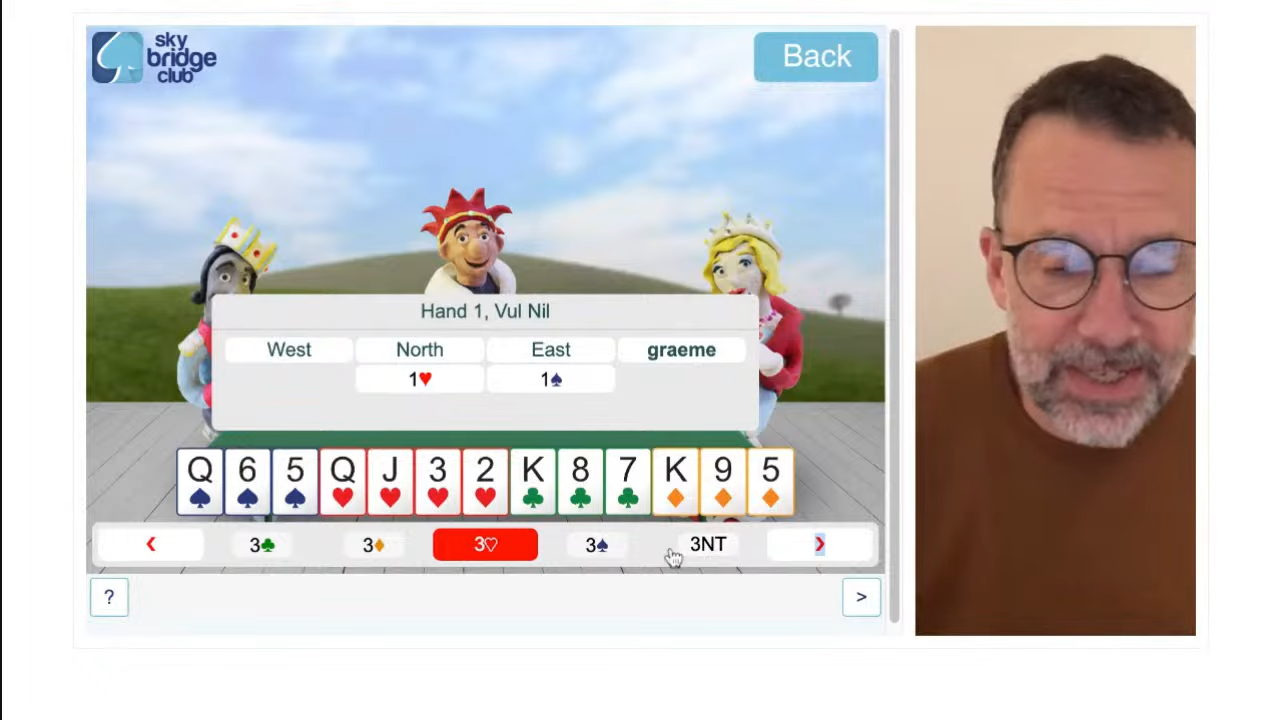 sky
bridge
club
Back
Hand 1, Vul Nil
West North East graeme
1♥ 1♠
Q 6 5 Q J 3 2 K 8 7 K 9 5
♠ ♠ ♠ ♥ ♥ ♥ ♥ ♣ ♣ ♣ ♦ ♦ ♦
‹ 3♣ 3♦ 3♡ 3♠ 3NT ›
? >